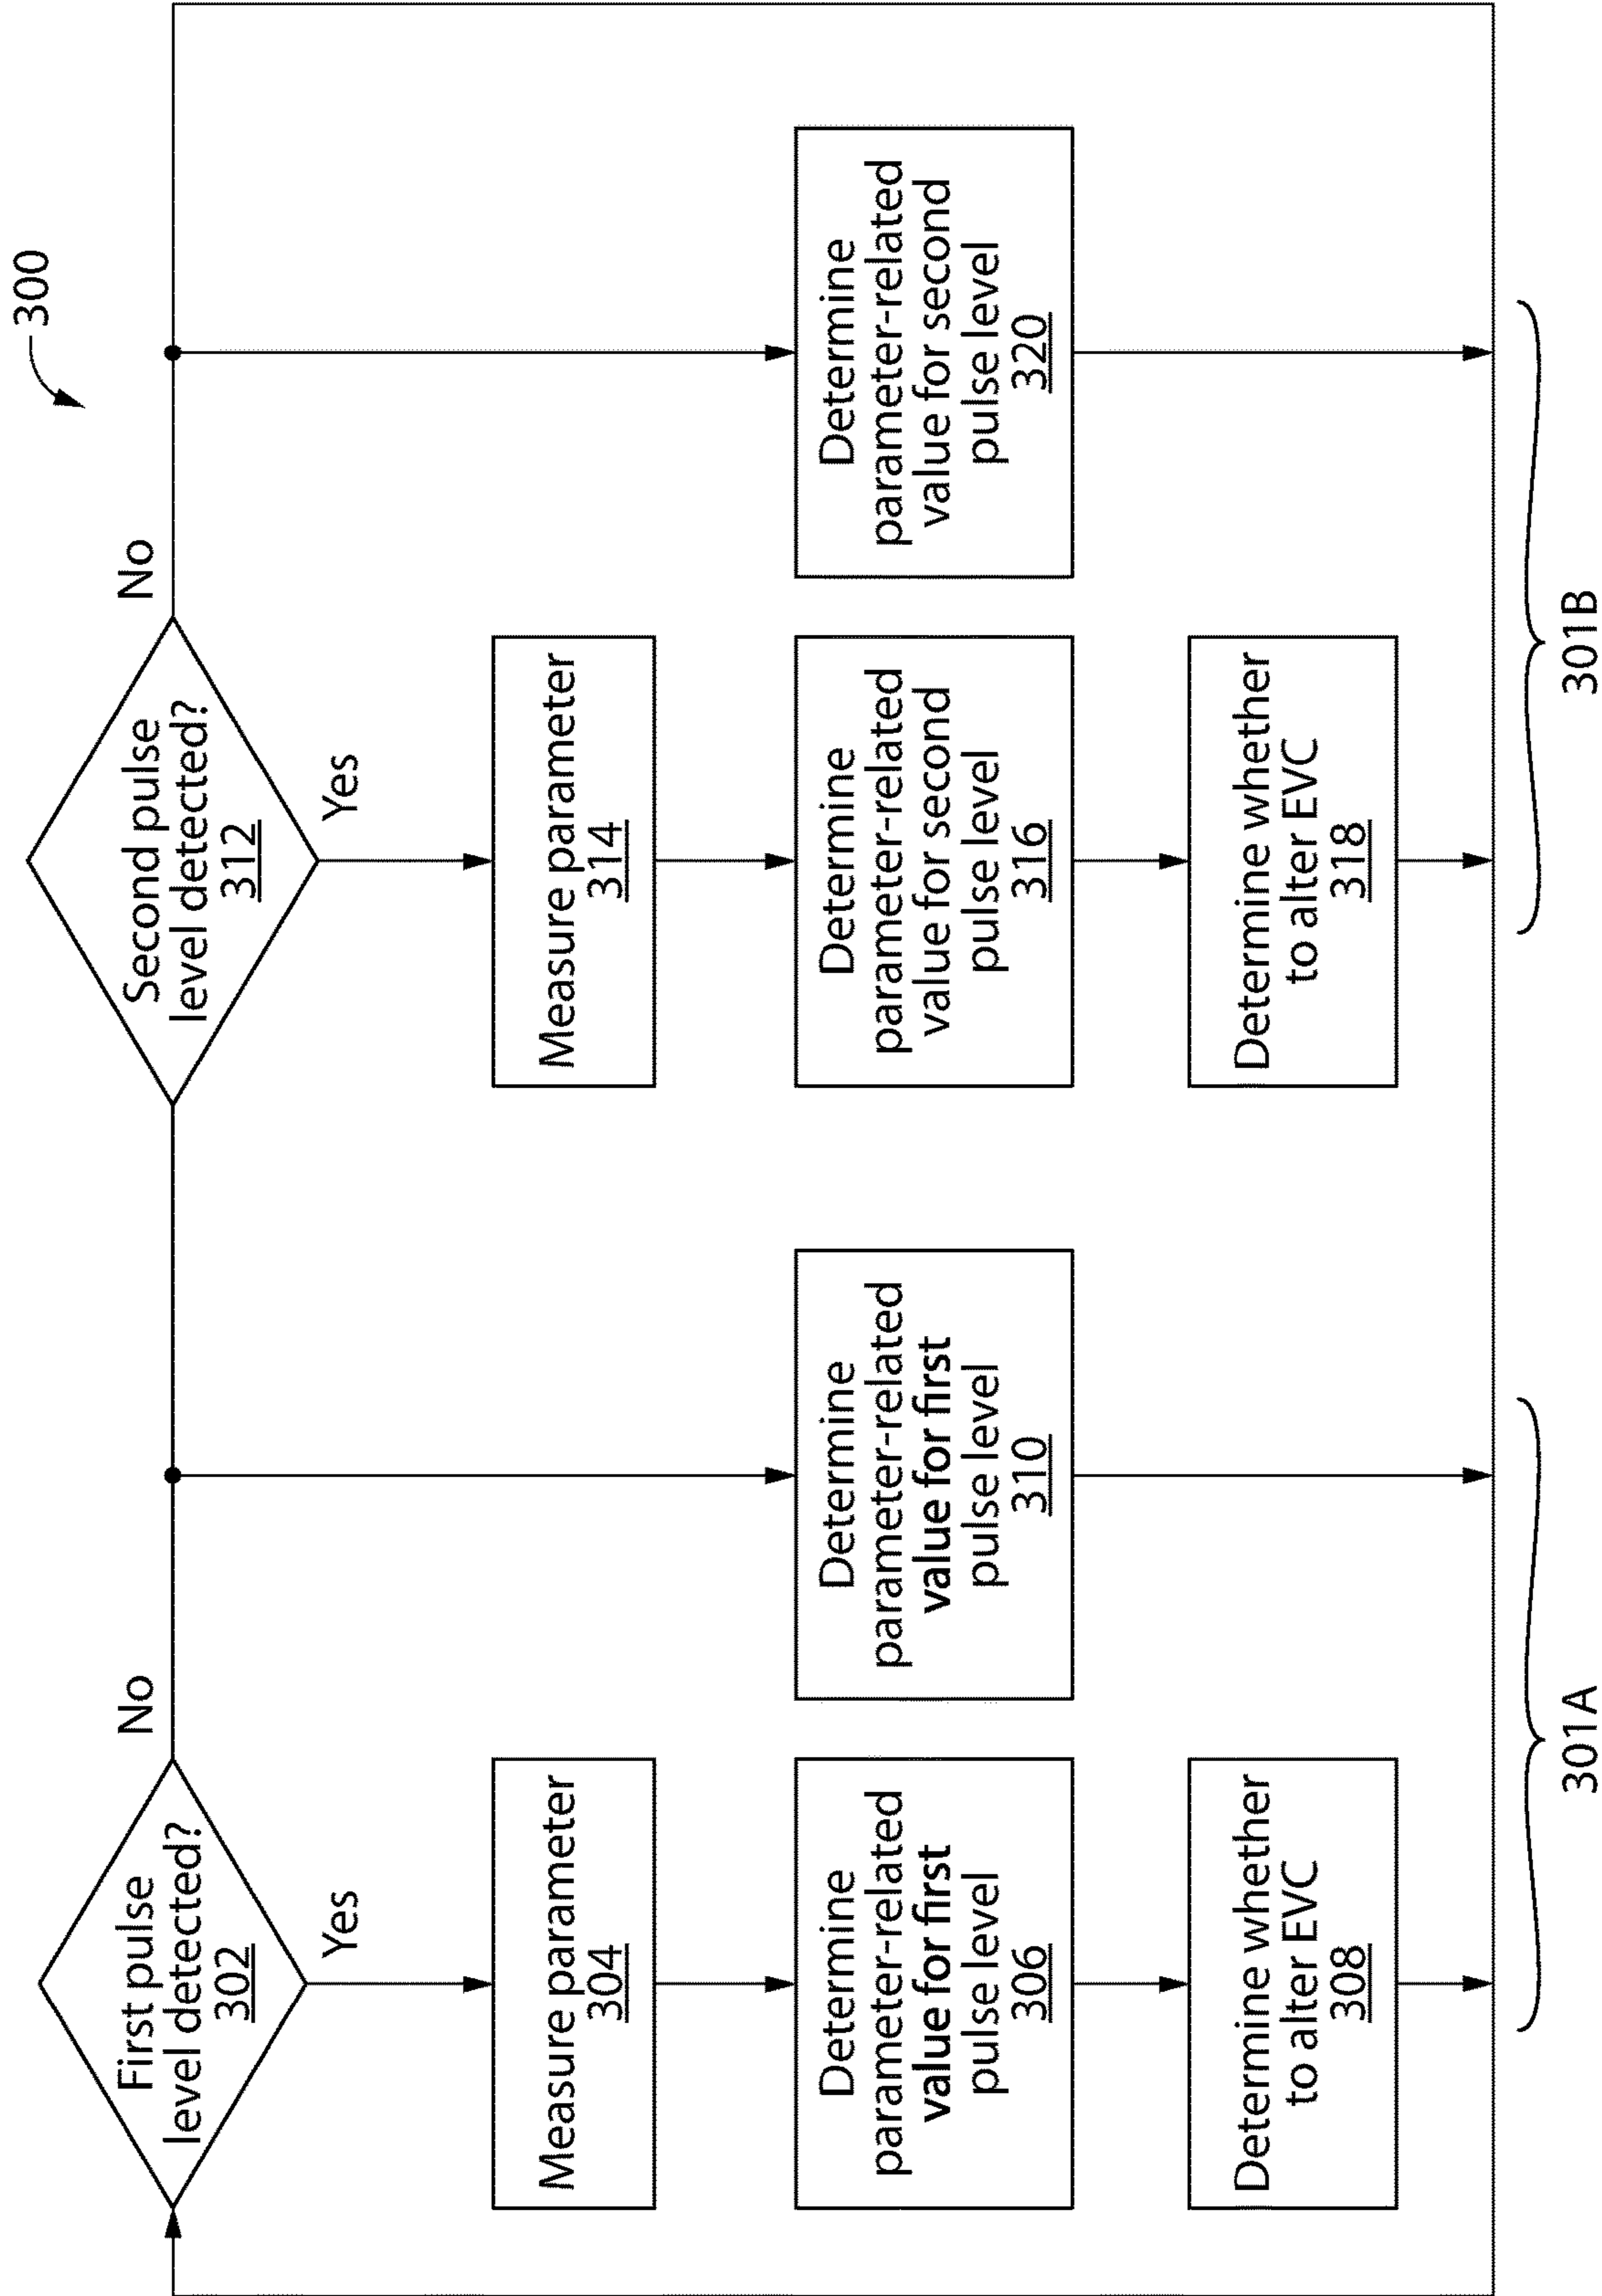 300
First pulse
level detected?
302
No
Yes
Measure parameter
304
Determine
parameter-related
value for first
pulse level
306
Determine whether
to alter EVC
308
Determine
parameter-related
value for first
pulse level
310
301A
Second pulse
level detected?
312
No
Yes
Measure parameter
314
Determine
parameter-related
value for second
pulse level
316
Determine whether
to alter EVC
318
Determine
parameter-related
value for second
pulse level
320
301B